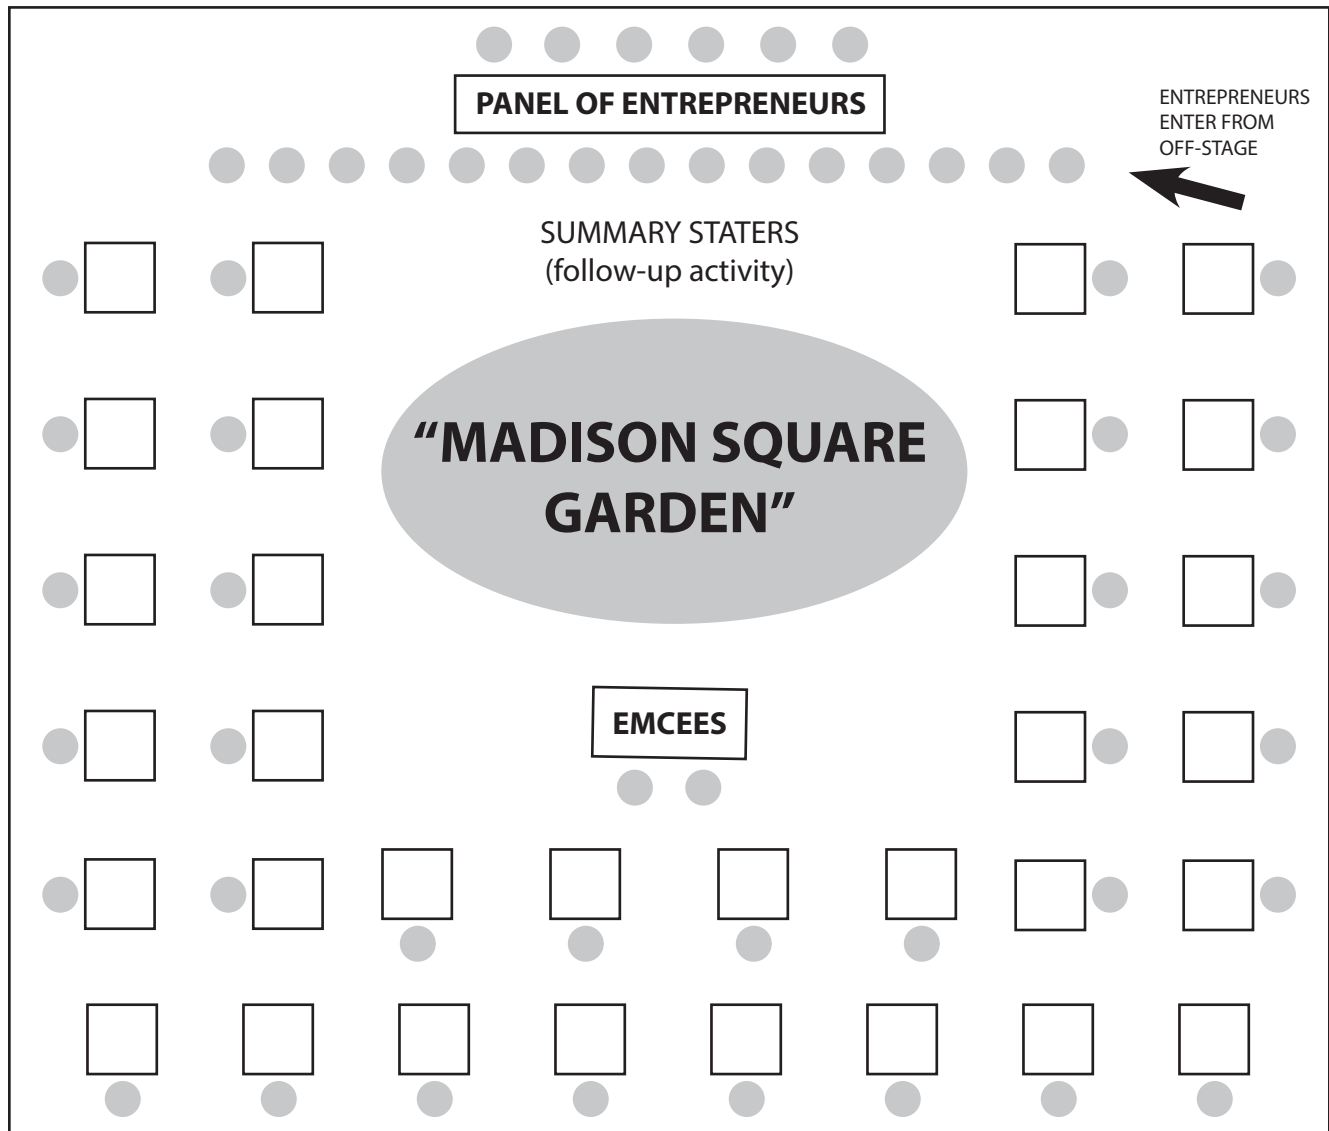 PANEL OF ENTREPRENEURS
ENTREPRENEURS
ENTER FROM
OFF-STAGE
SUMMARY STATERS
(follow-up activity)
“MADISON SQUARE
GARDEN”
EMCEES